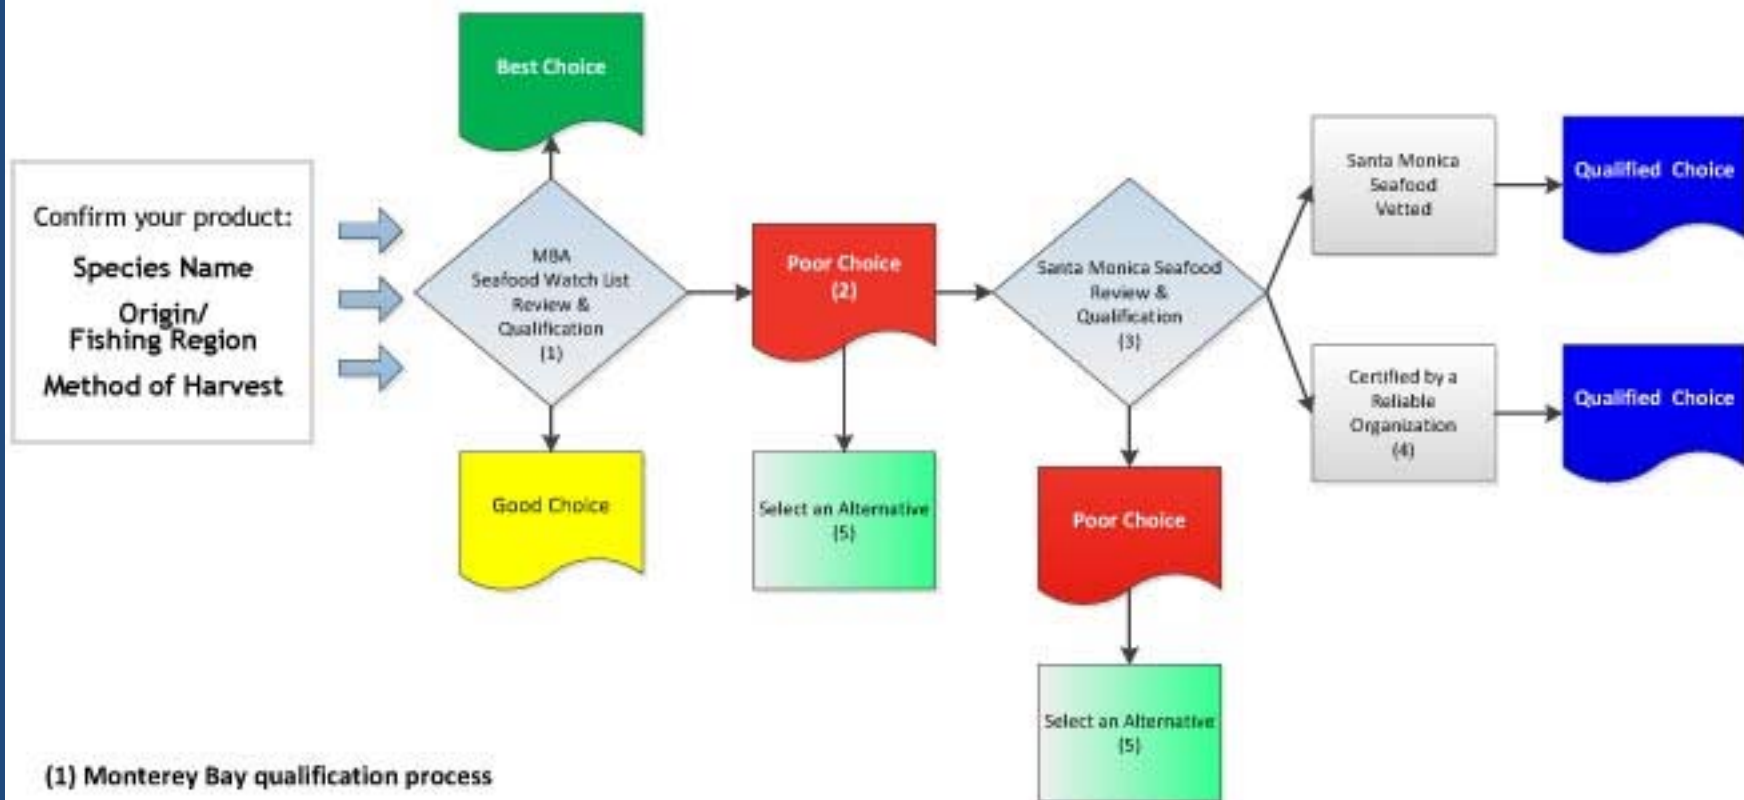 Best Choice
Confirm your product:
Species Name
Origin/
Fishing Region
Method of Harvest
MBA
Seafood Watch List
Review &
Qualification
(1)
Good Choice
Poor Choice
(2)
Select an Alternative
(5)
Santa Monica Seafood
Review &
Qualification
(3)
Poor Choice
Select an Alternative
(5)
Santa Monica
Seafood
Vetted
Qualified Choice
Certified by a
Reliable
Organization
(4)
Qualified Choice
(1) Monterey Bay qualification process